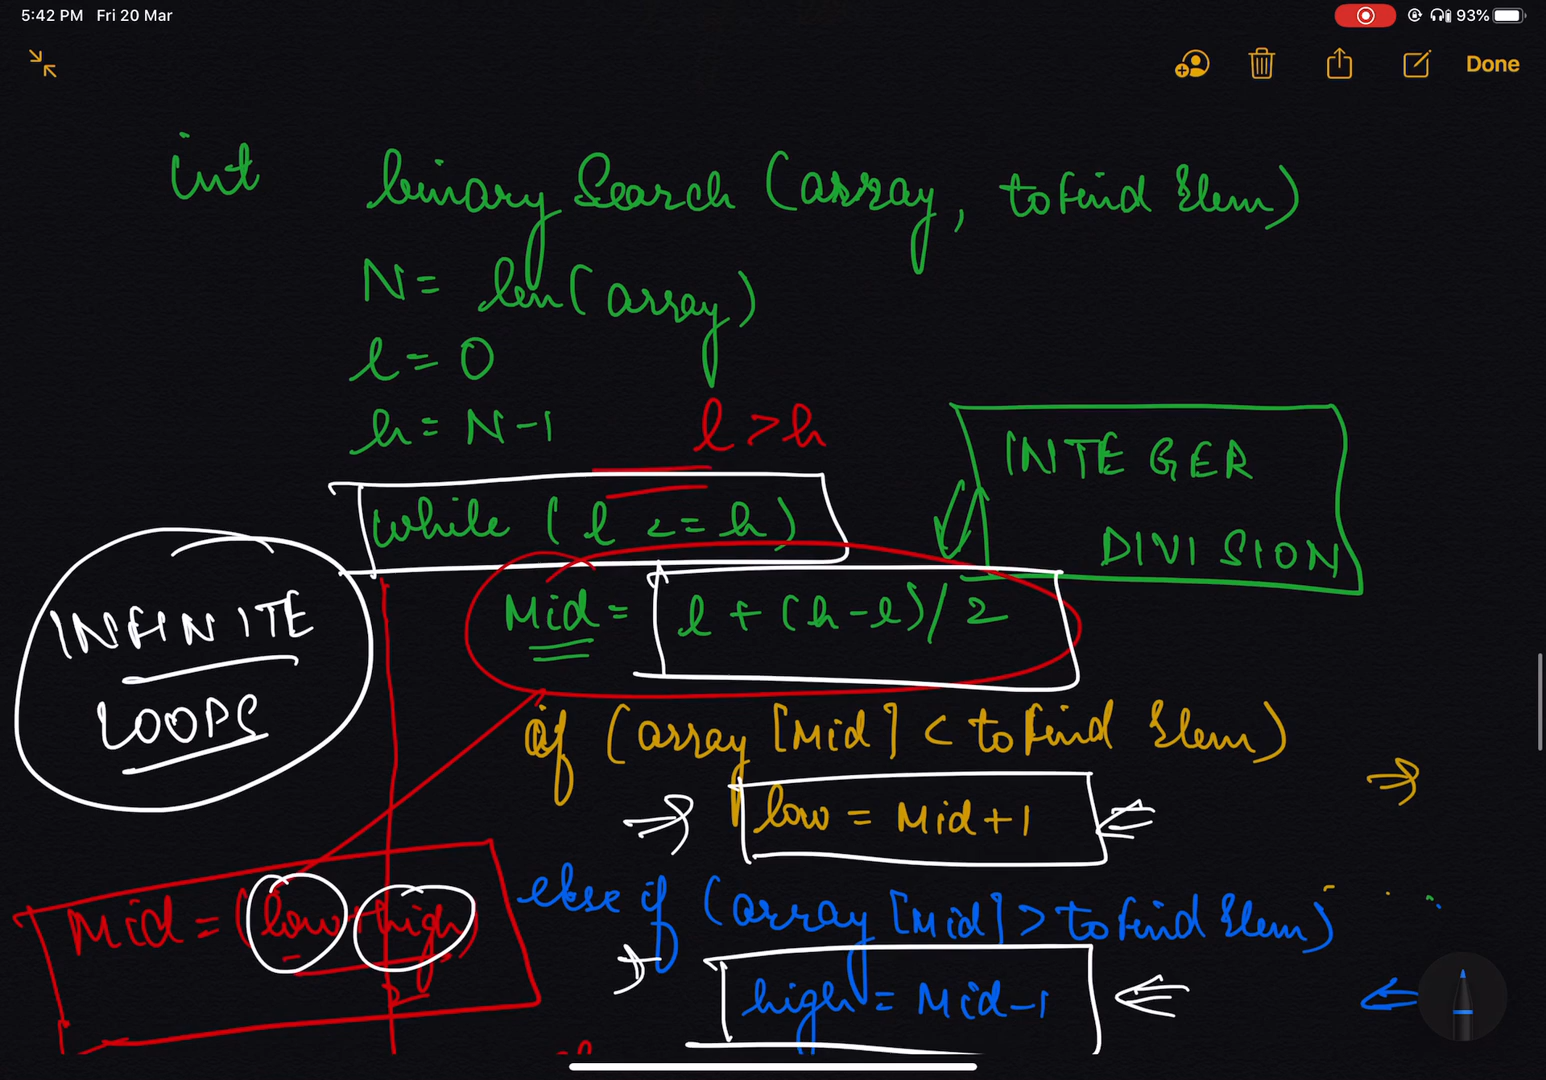 5:42 PM Fri 20 Mar 93%
Done
int binary Search (array, toFind Elem)
N = len(array)
l = 0
h = N-1 l > h
INTEGER
DIVISION
while ( l <= h )
INFINITE
LOOPS
Mid = l + (h-l)/2
if (array [Mid] < toFind Elem)
low = Mid+1
else if (array [Mid] > toFind Elem)
Mid = (low+high)
2
high = Mid-1